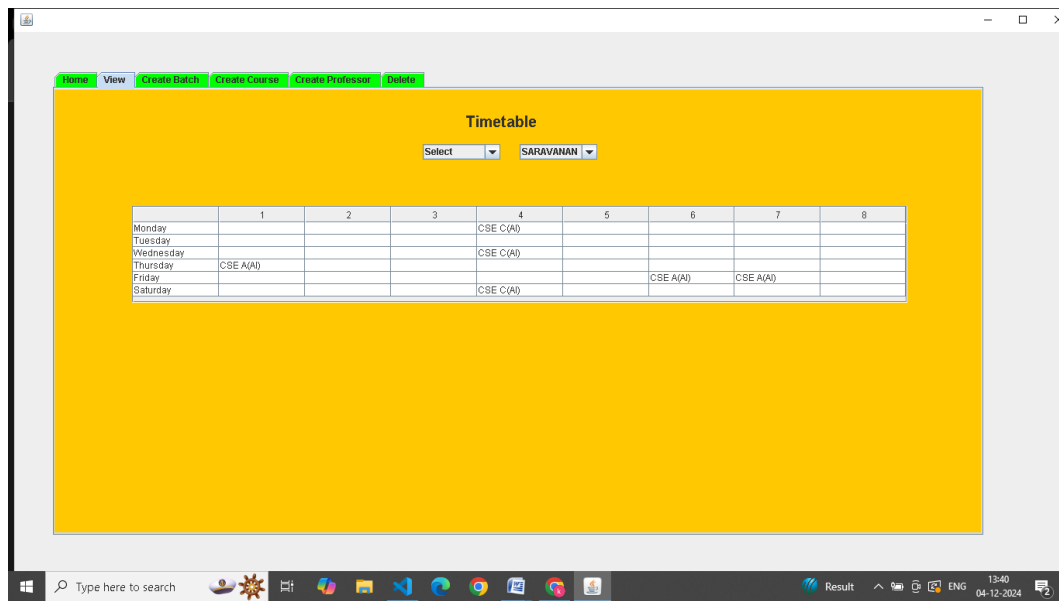 Home View Create Batch Create Course Create Professor Delete
Timetable
Select SARAVANAN
1 2 3 4 5 6 7 8
Monday CSE C(AI)
Tuesday
Wednesday CSE C(AI)
Thursday CSE A(AI)
Friday CSE A(AI) CSE A(AI)
Saturday CSE C(AI)
Type here to search Result ENG 13:40
04-12-2024 2